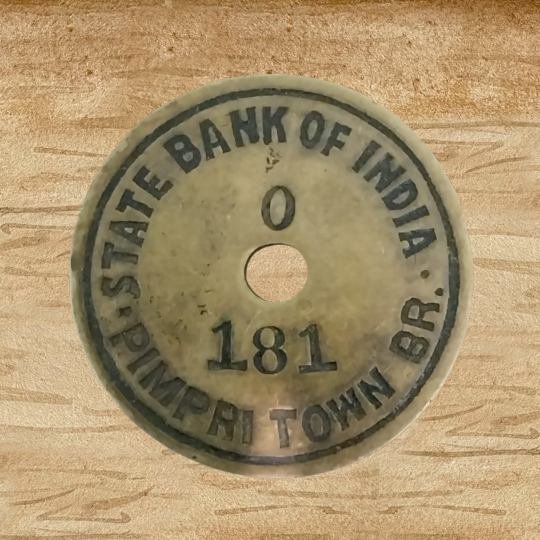 STATE BANK OF INDIA
0
181
PIMPRI TOWN BR.